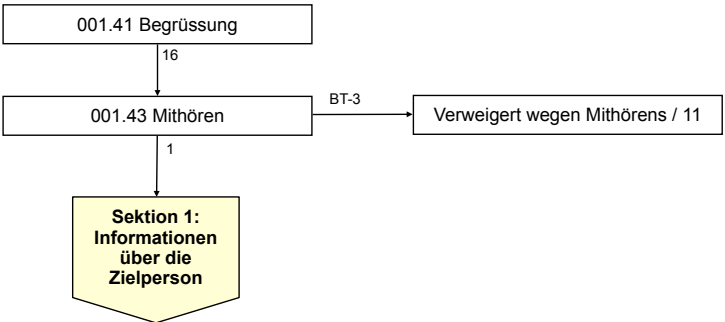 001.41 Begrüssung
16
001.43 Mithören
BT-3
Verweigert wegen Mithörens / 11
1
Sektion 1:
Informationen
über die
Zielperson